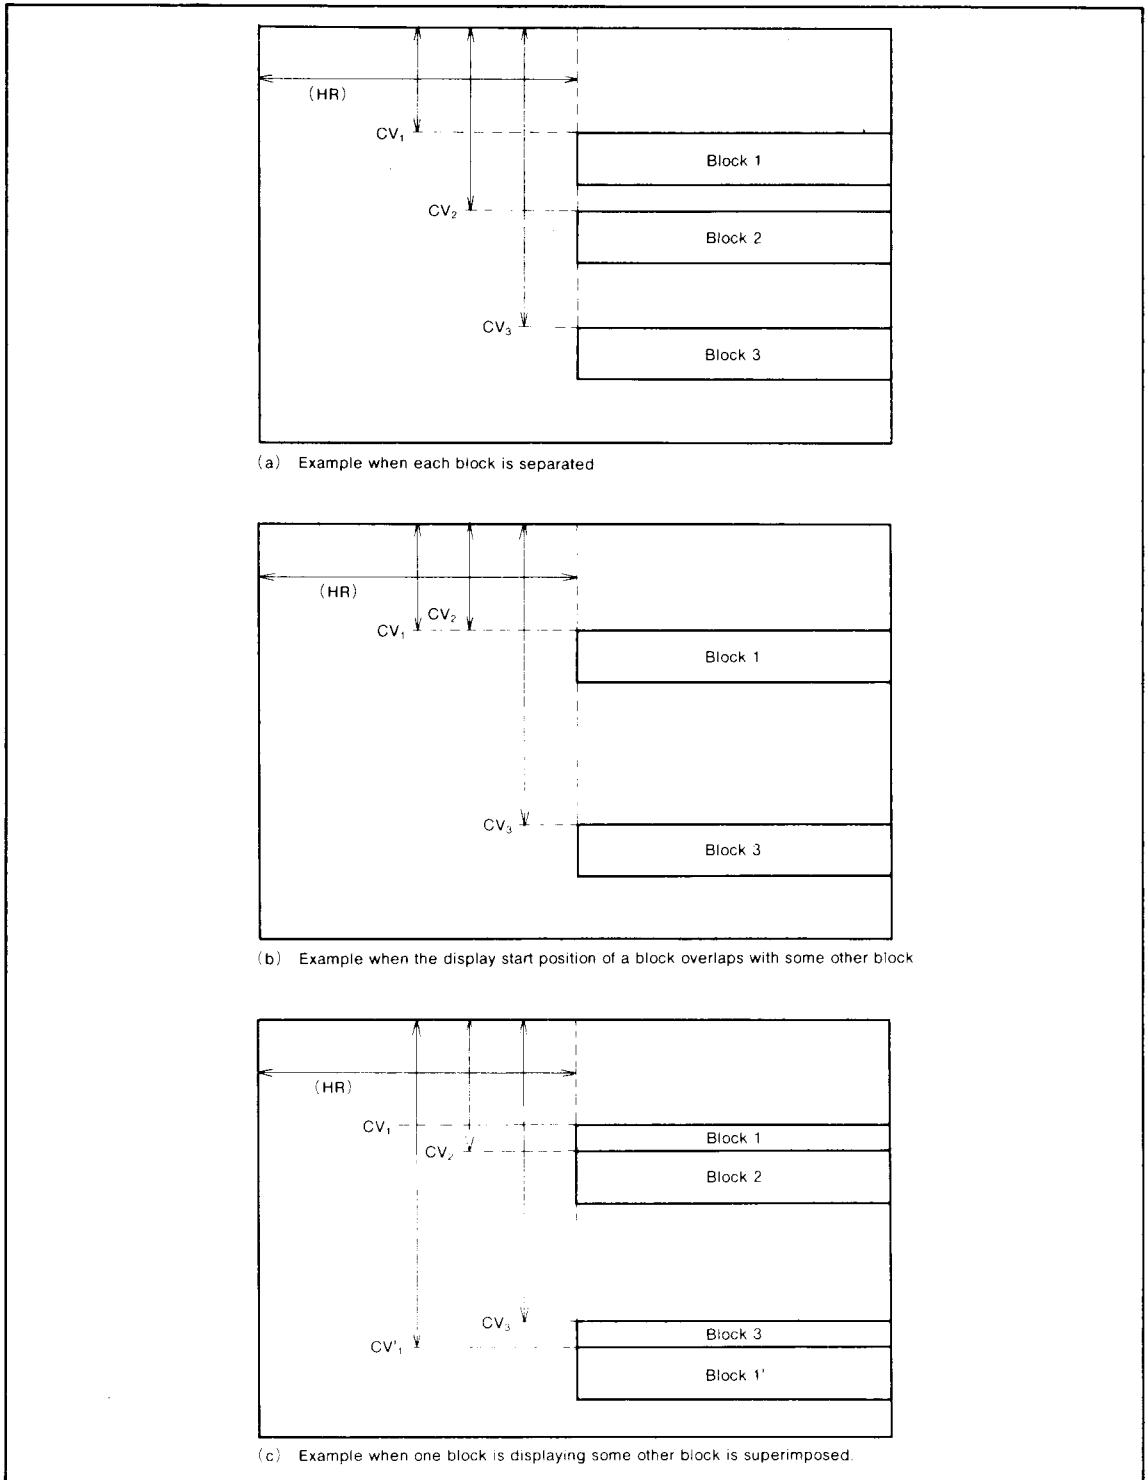 (HR)
CV₁
Block 1
CV₂
Block 2
CV₃
Block 3
(a) Example when each block is separated
(HR)
CV₂
CV₁
Block 1
CV₃
Block 3
(b) Example when the display start position of a block overlaps with some other block
(HR)
CV₁
Block 1
CV₂
Block 2
CV₃
Block 3
CV'₁
Block 1'
(c) Example when one block is displaying some other block is superimposed.